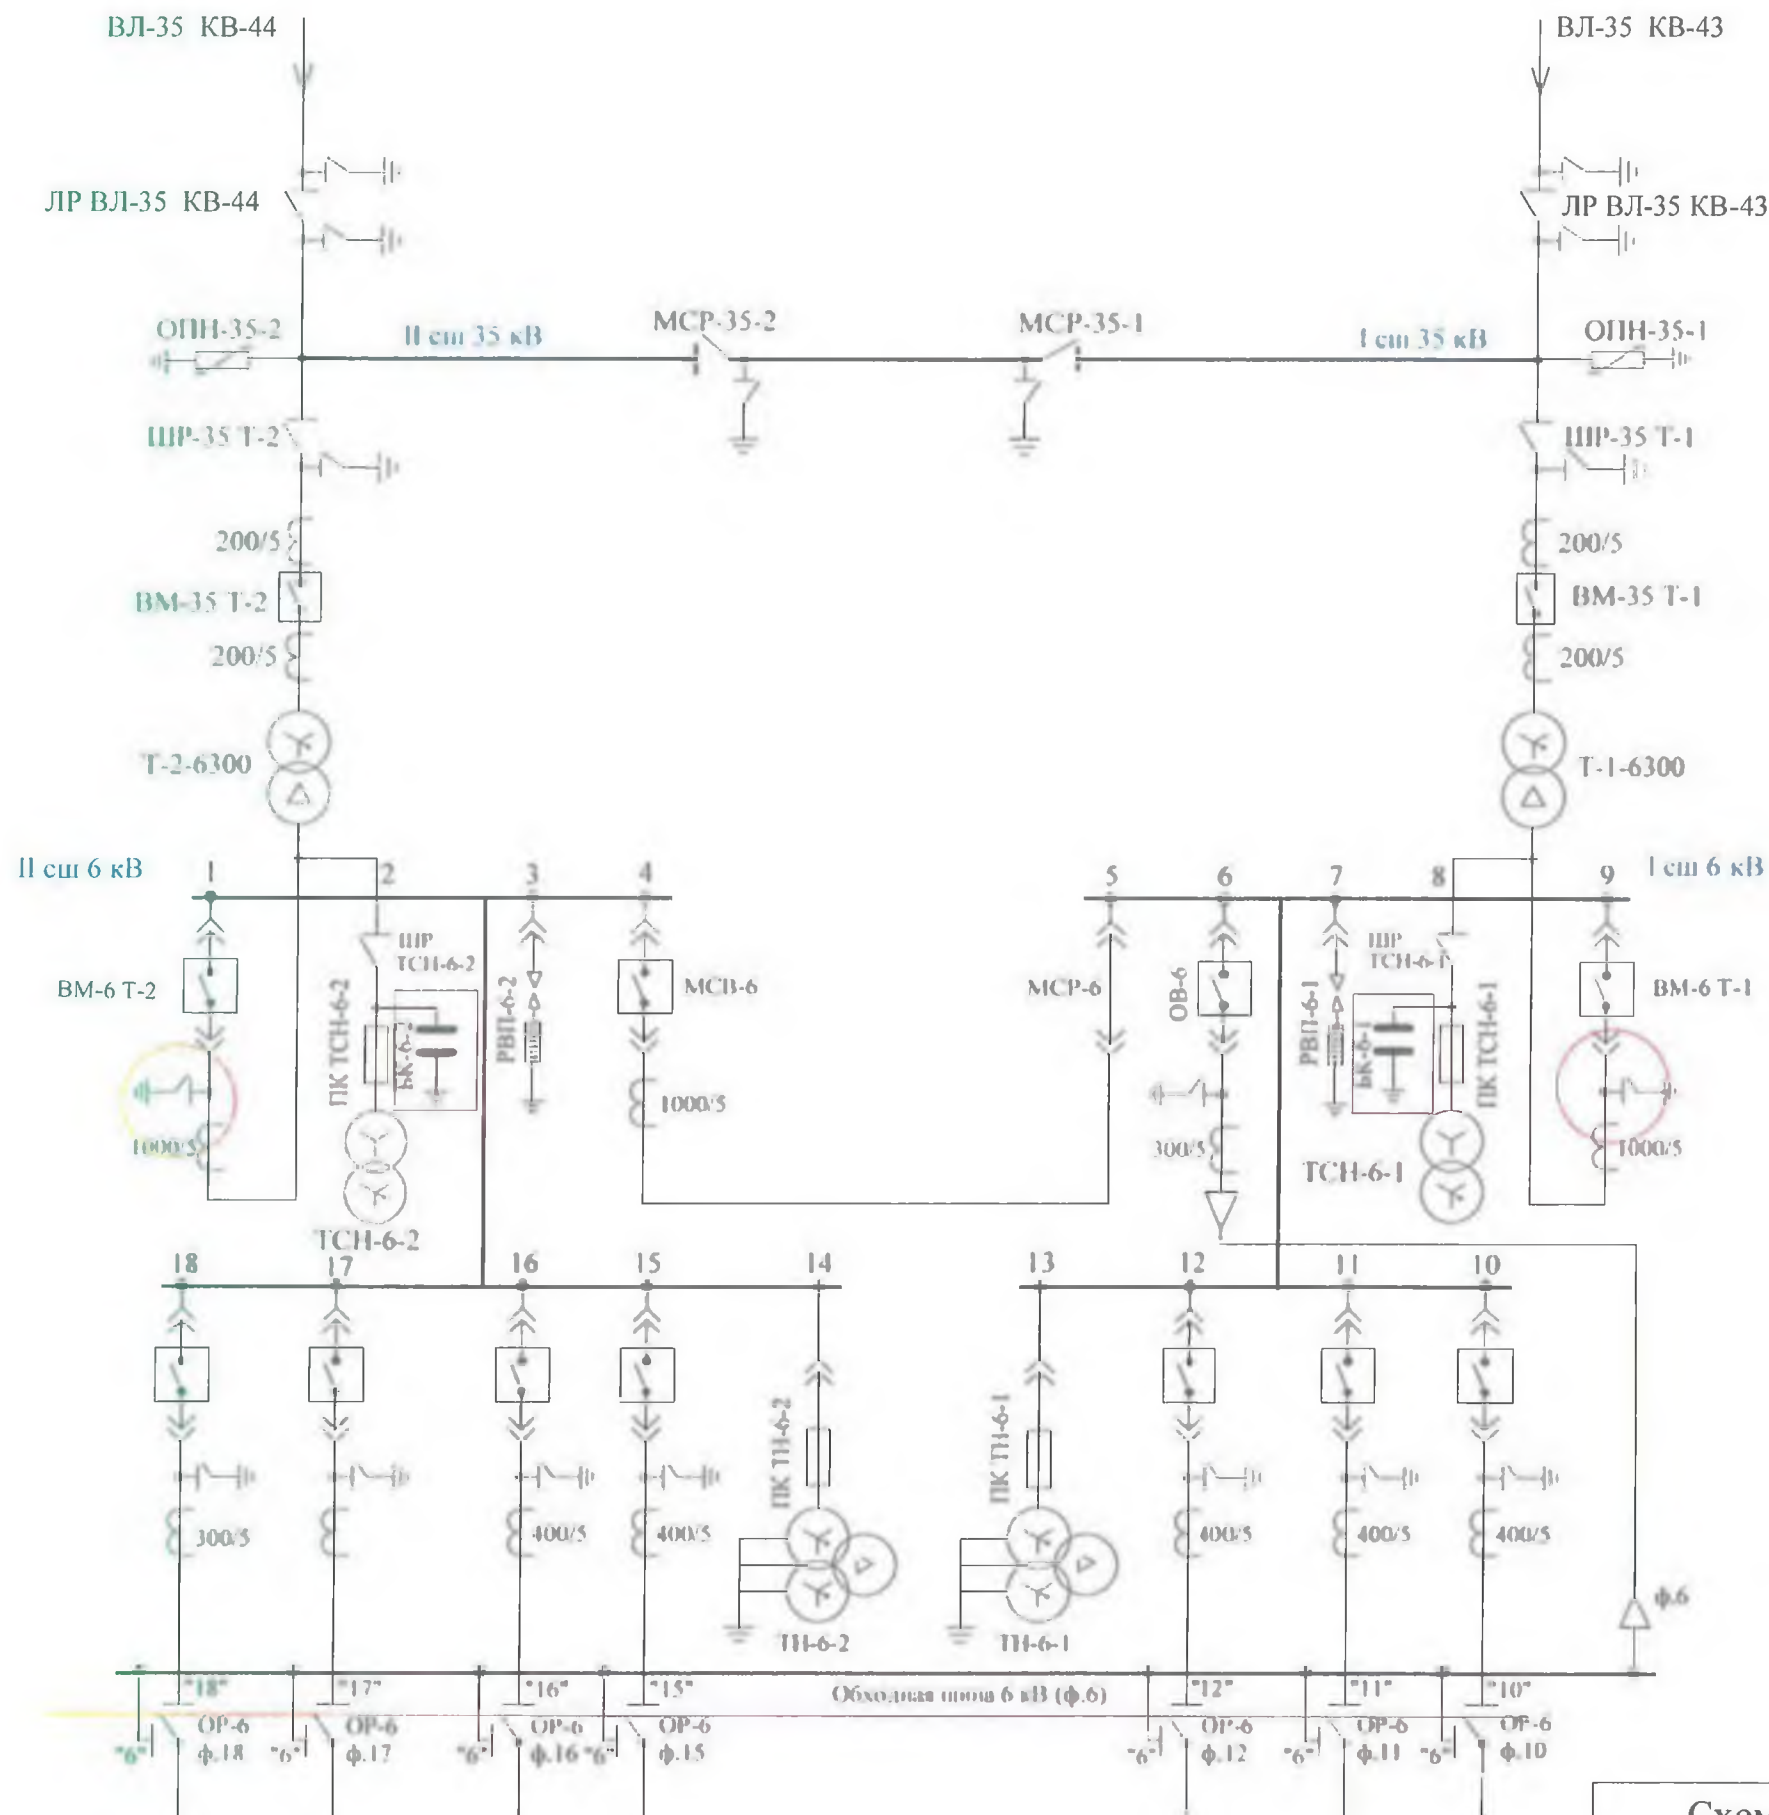 ВЛ-35 КВ-44
ВЛ-35 КВ-43
ЛР ВЛ-35 КВ-44
ЛР ВЛ-35 КВ-43
ОПН-35-2
II сш 35 кВ
МСР-35-2
МСР-35-1
I сш 35 кВ
ОПН-35-1
ШР-35 Т-2
ШР-35 Т-1
200/5
200/5
ВМ-35 Т-2
ВМ-35 Т-1
200/5
200/5
Т-2-6300
Т-1-6300
II сш 6 кВ
1
2
3
4
5
6
7
8
9
I сш 6 кВ
ШР
ТСН-6-2
ШР
ТСН-6-1
ВМ-6 Т-2
МСВ-6
МСР-6
ОВ-6
ВМ-6 Т-1
ПК ТСН-6-2
БК-6-2
РВП-6-2
РВП-6-1
БК-6-1
ПК ТСН-6-1
1000/5
1000/5
300/5
1000/5
ТСН-6-1
ТСН-6-2
18
17
16
15
14
13
12
11
10
ПК ТН-6-2
ПК ТН-6-1
300/5
400/5
400/5
400/5
400/5
400/5
ф.6
ТН-6-2
ТН-6-1
"18"
"17"
"16"
"15"
Обходная шина 6 кВ (ф.6)
"12"
"11"
"10"
ОР-6
ОР-6
ОР-6
ОР-6
ОР-6
ОР-6
ОР-6
"6"
ф.18
"6"
ф.17
"6"
ф.16
"6"
ф.15
"6"
ф.12
"6"
ф.11
"6"
ф.10
Схем